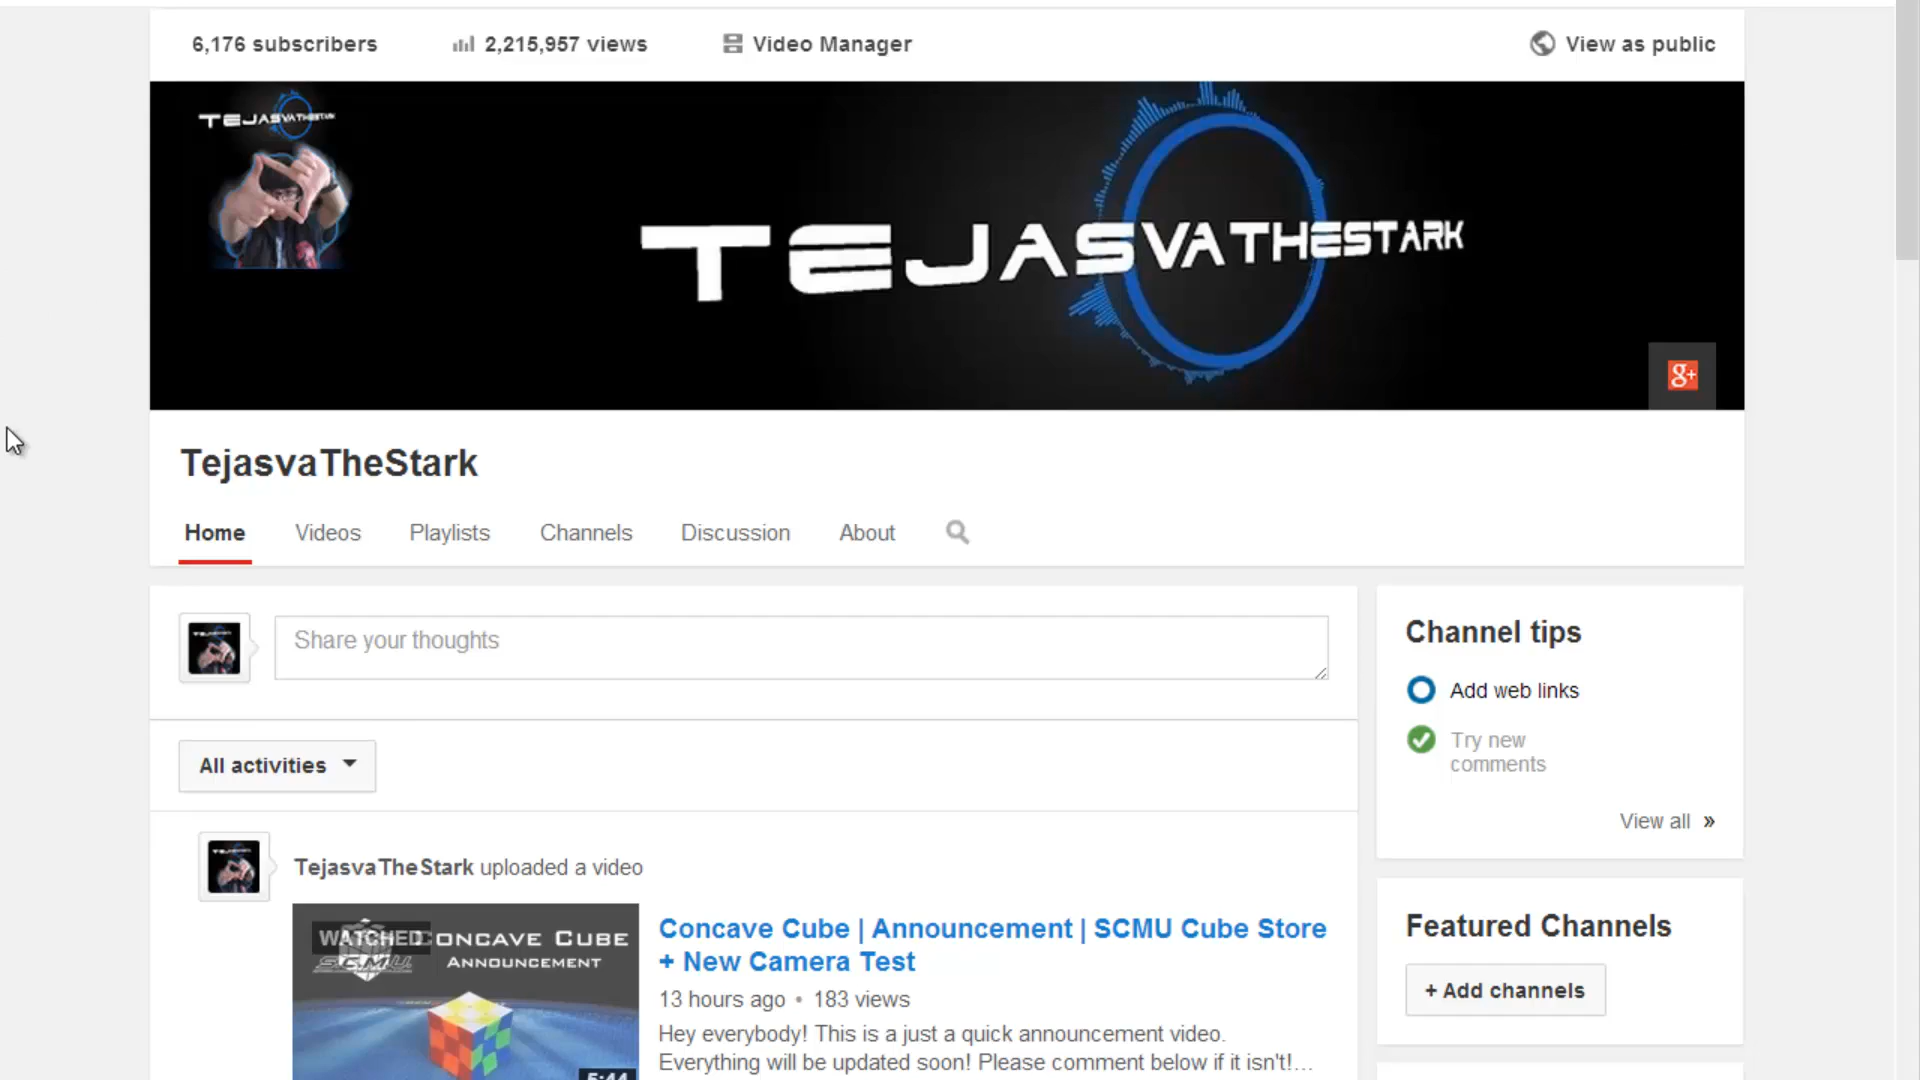 6,176 subscribers
2,215,957 views
Video Manager
View as public
TEJASVATHESTARK
TEJASVATHESTARK
g+
TejasvaTheStark
Home
Videos
Playlists
Channels
Discussion
About
Share your thoughts
Channel tips
Add web links
Try new
comments
View all »
All activities
TejasvaTheStark uploaded a video
WATCHED
CONCAVE CUBE
ANNOUNCEMENT
SCMU
5:44
Concave Cube | Announcement | SCMU Cube Store
+ New Camera Test
13 hours ago • 183 views
Hey everybody! This is a just a quick announcement video.
Everything will be updated soon! Please comment below if it isn't!...
Featured Channels
+ Add channels